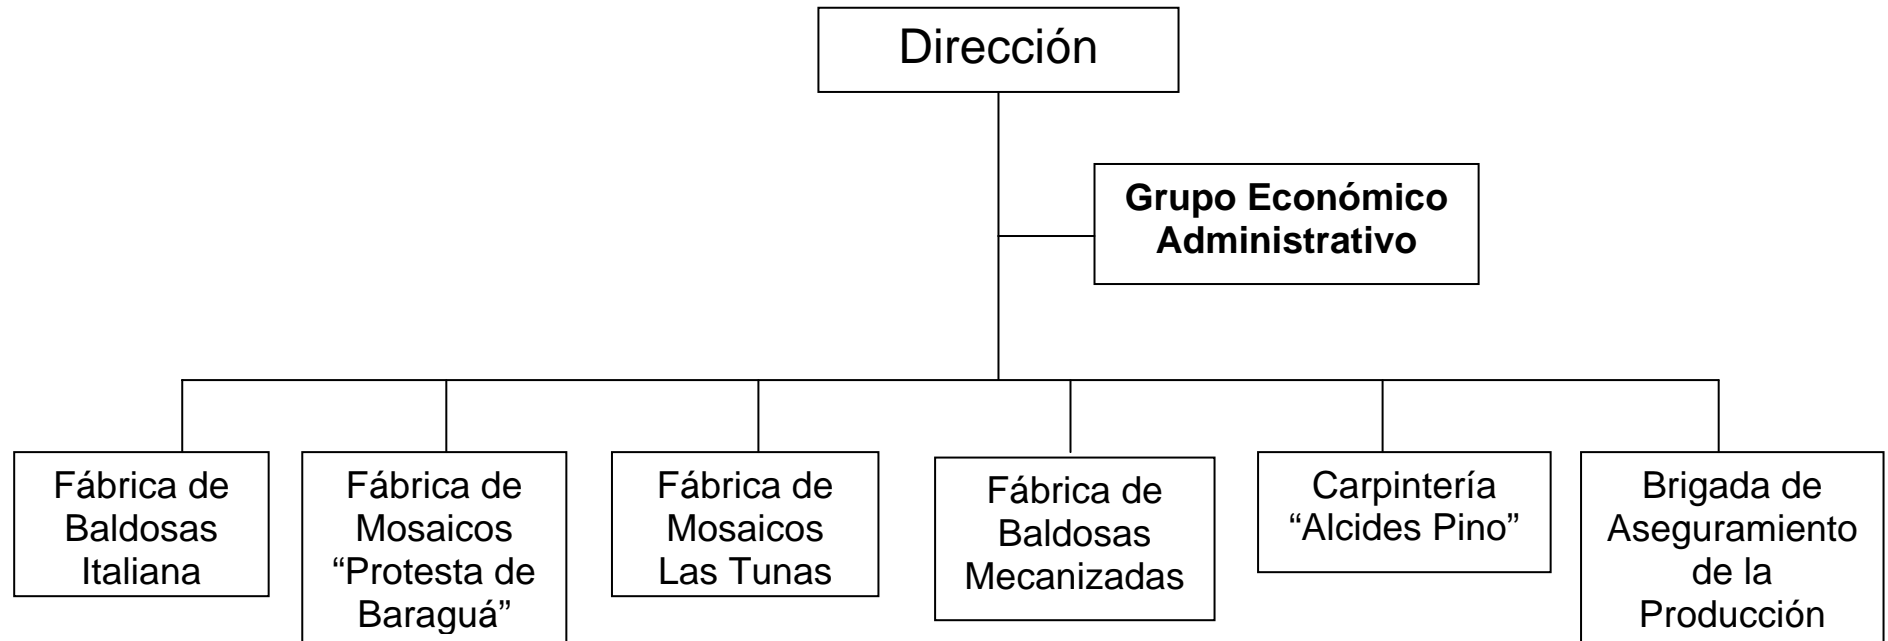 Dirección
Grupo Económico
Administrativo
Fábrica de
Baldosas
Italiana
Fábrica de
Mosaicos
“Protesta de
Baraguá”
Fábrica de
Mosaicos
Las Tunas
Fábrica de
Baldosas
Mecanizadas
Carpintería
“Alcides Pino”
Brigada de
Aseguramiento
de la
Producción